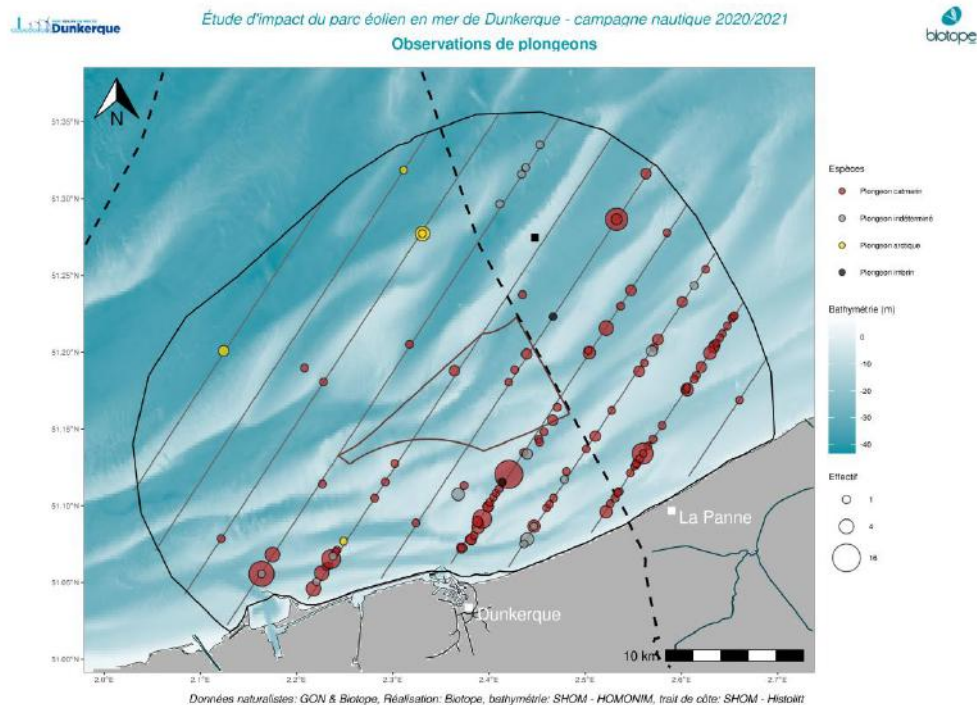 Dunkerque
Étude d'impact du parc éolien en mer de Dunkerque - campagne nautique 2020/2021
Observations de plongeons
biotope
N
51.35°N
51.30°N
51.25°N
51.20°N
51.15°N
51.10°N
51.05°N
51.00°N
2.0°E
2.1°E
2.2°E
2.3°E
2.4°E
2.5°E
2.6°E
2.7°E
La Panne
Dunkerque
10 km
Espèces
Plongeon catmarin
Plongeon indéterminé
Plongeon arctique
Plongeon imbrin
Bathymétrie (m)
0
-10
-20
-30
-40
Effectif
1
4
16
Données naturalistes: GON & Biotope, Réalisation: Biotope, bathymétrie: SHOM - HOMONIM, trait de côte: SHOM - Histolitt